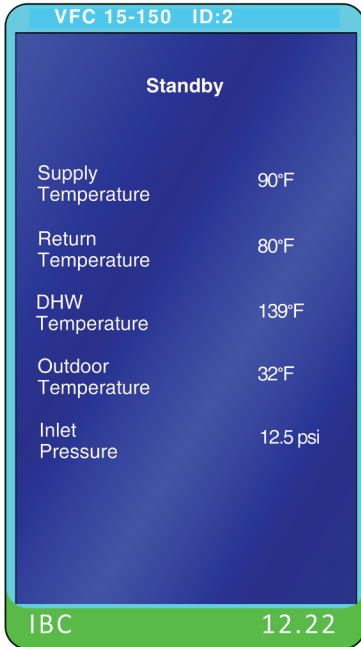 VFC 15-150 ID:2
Standby
Supply
Temperature
90°F
Return
Temperature
80°F
DHW
Temperature
139°F
Outdoor
Temperature
32°F
Inlet
Pressure
12.5 psi
IBC 12.22